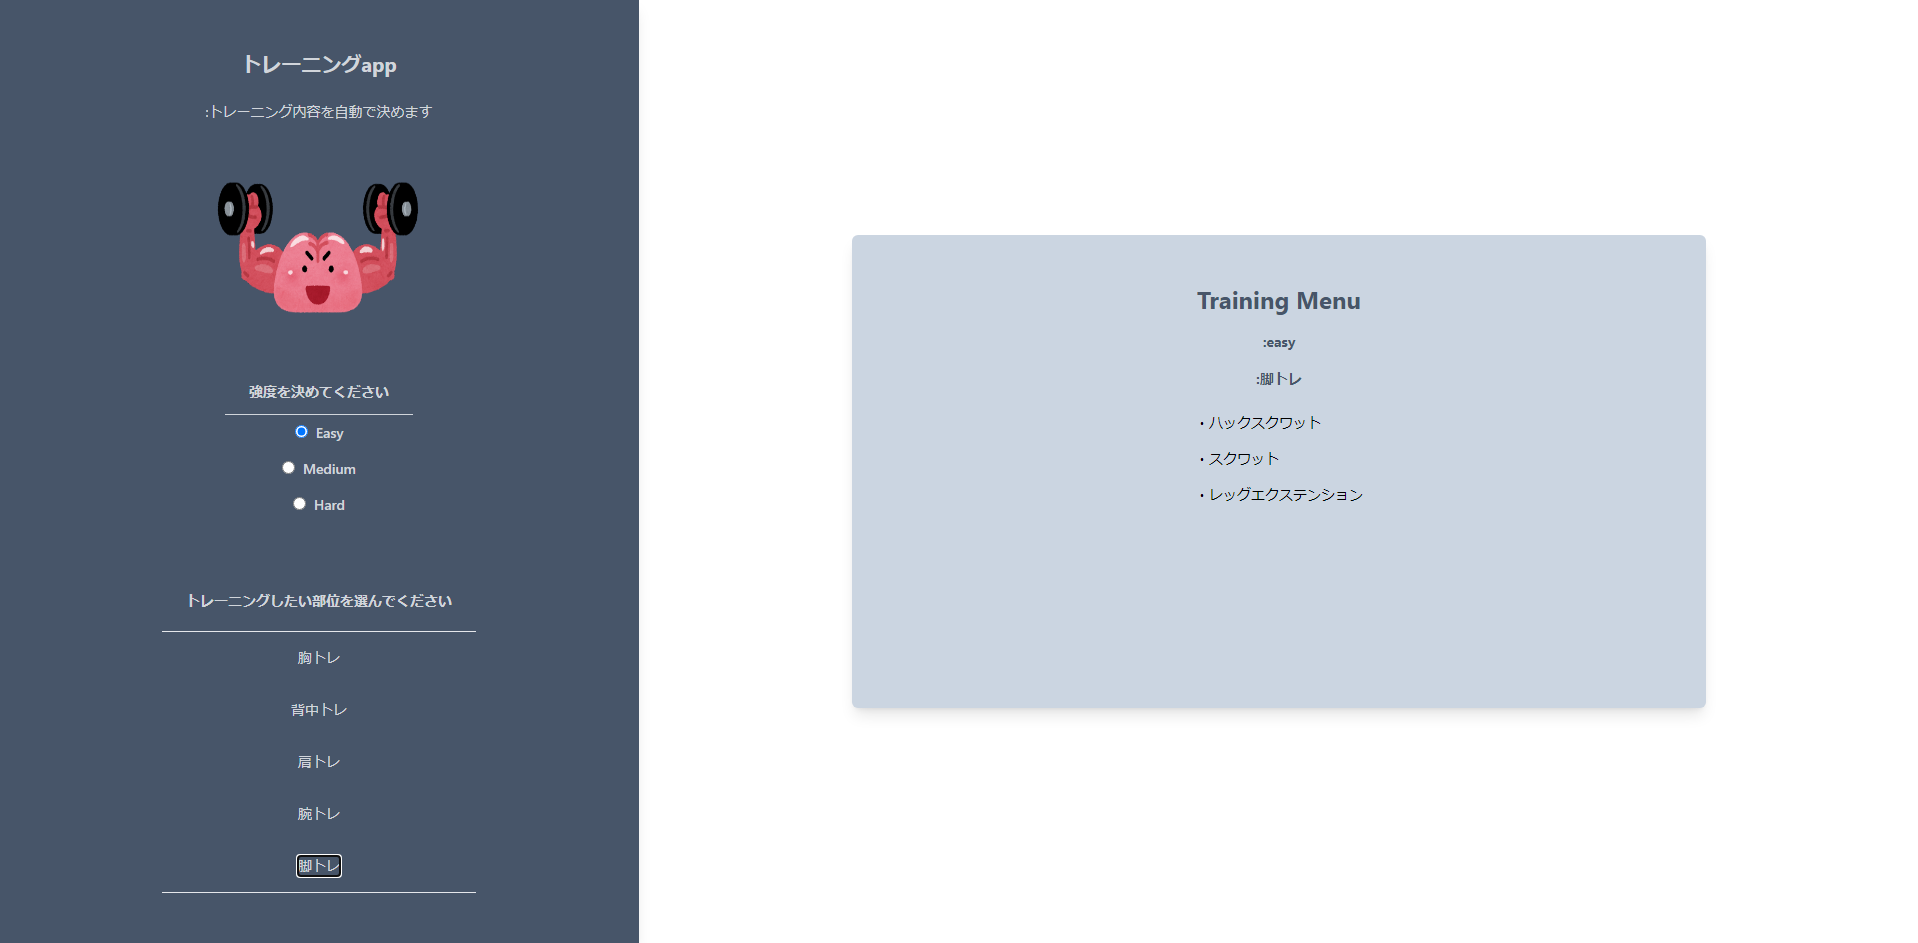 トレーニングapp
:トレーニング内容を自動で決めます
強度を決めてください
Easy
Medium
Hard
トレーニングしたい部位を選んでください
胸トレ
背中トレ
肩トレ
腕トレ
脚トレ
Training Menu
:easy
:脚トレ
・ハックスクワット
・スクワット
・レッグエクステンション